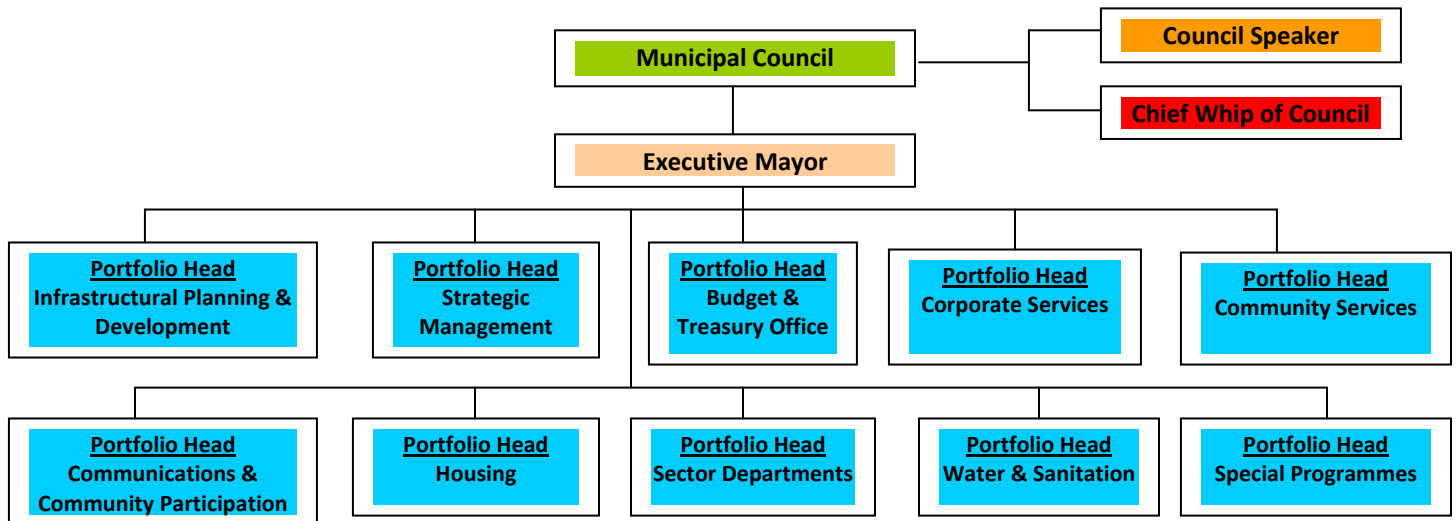 Municipal Council
Council Speaker
Chief Whip of Council
Executive Mayor
Portfolio Head
Infrastructural Planning &
Development
Portfolio Head
Strategic
Management
Portfolio Head
Budget &
Treasury Office
Portfolio Head
Corporate Services
Portfolio Head
Community Services
Portfolio Head
Communications &
Community Participation
Portfolio Head
Housing
Portfolio Head
Sector Departments
Portfolio Head
Water & Sanitation
Portfolio Head
Special Programmes